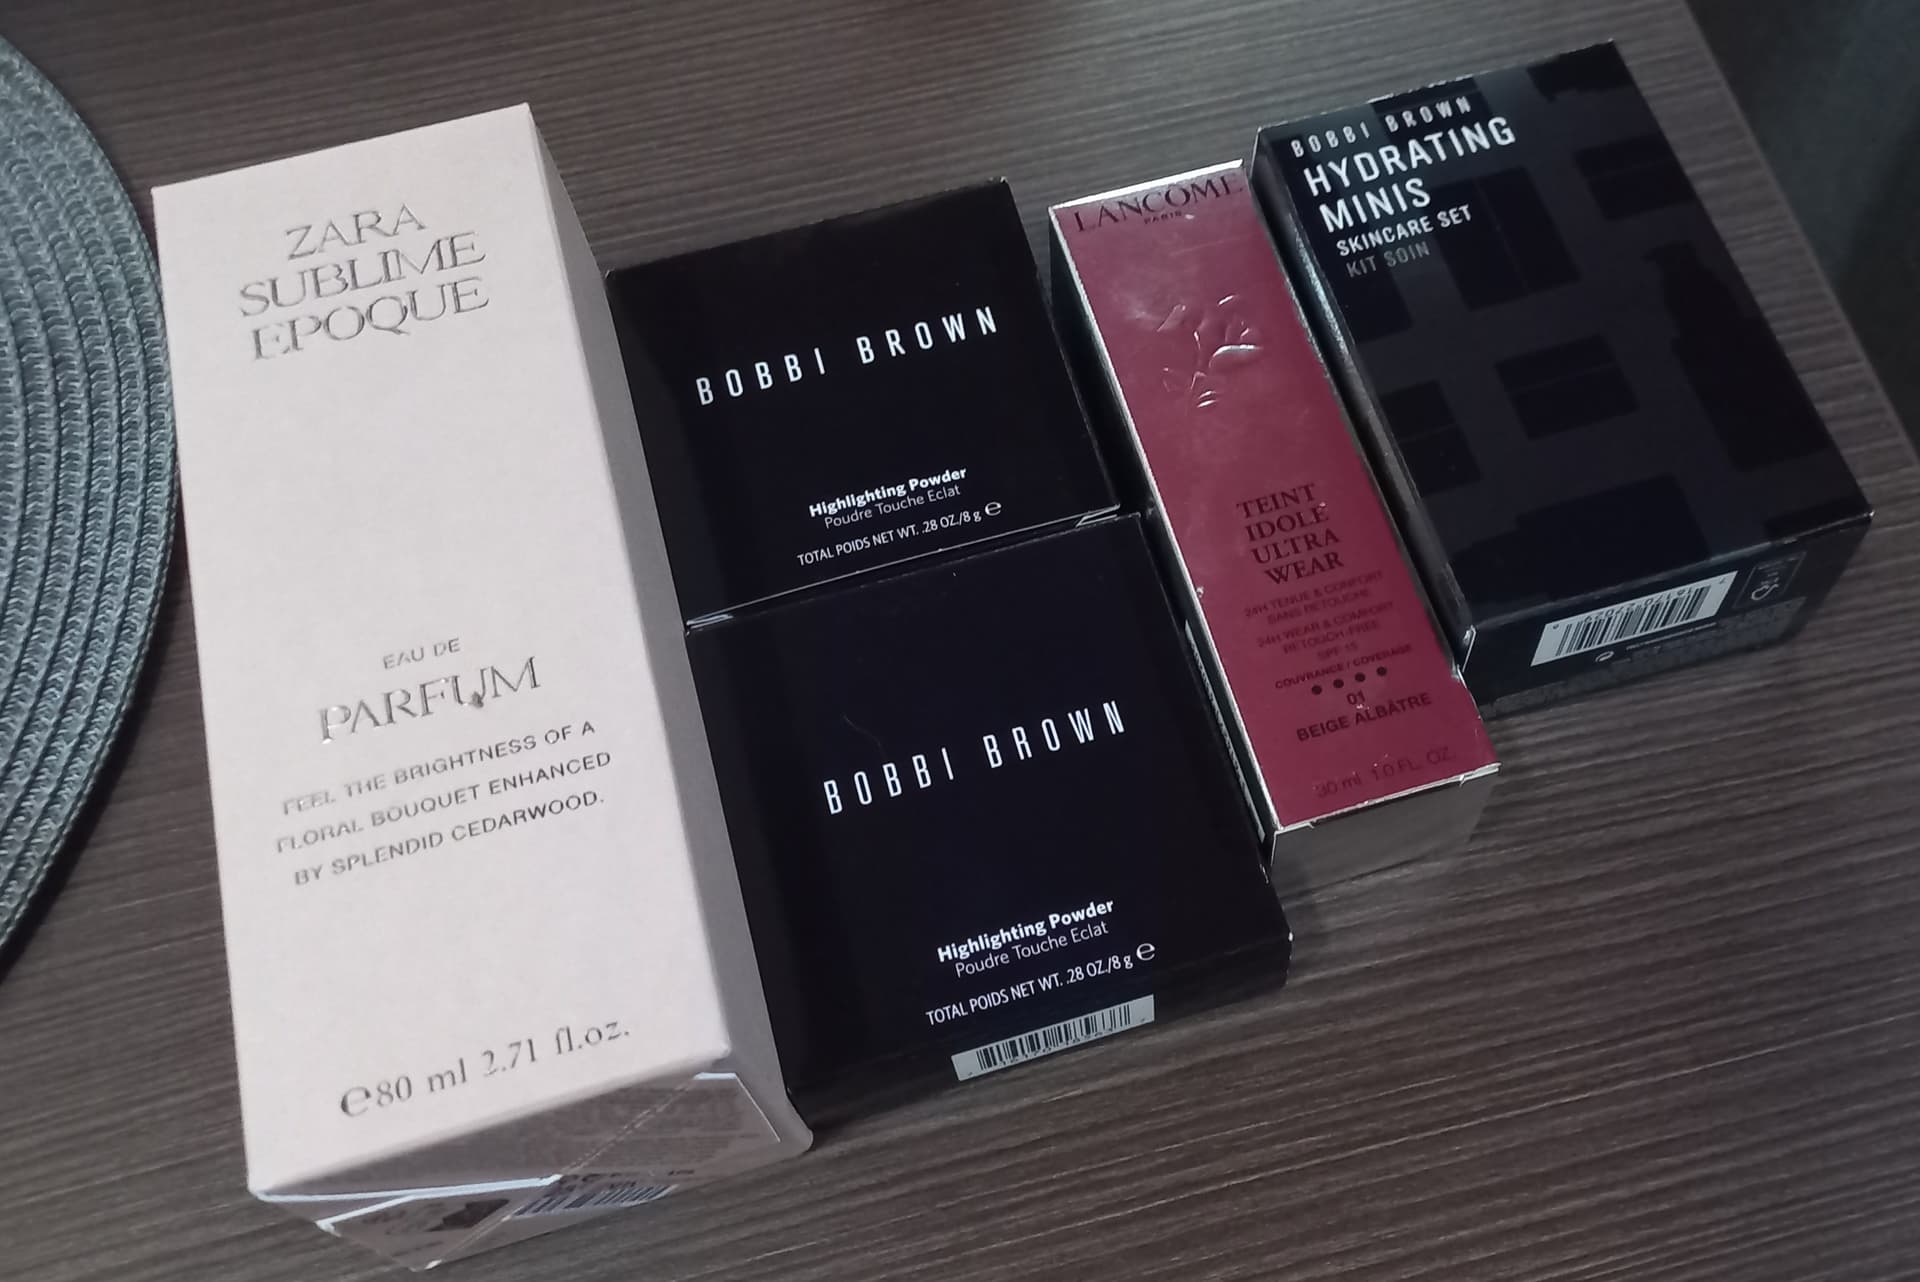 ZARA
SUBLIME
EPOQUE
EAU DE
PARFUM
FEEL THE BRIGHTNESS OF A
FLORAL BOUQUET ENHANCED
BY SPLENDID CEDARWOOD.
℮80 ml 2.71 fl.oz.
BOBBI BROWN
Highlighting Powder
Poudre Touche Eclat
TOTAL POIDS NET WT. .28 OZ./8 g ℮
BOBBI BROWN
Highlighting Powder
Poudre Touche Eclat
TOTAL POIDS NET WT. .28 OZ./8 g ℮
LANCÔME
PARIS
TEINT
IDOLE
ULTRA
WEAR
24H TENUE & CONFORT
SANS RETOUCHE
24H WEAR & COMFORT
RETOUCH-FREE
SPF 15
COUVRANCE / COVERAGE
01
BEIGE ALBÂTRE
30 ml 1.0 FL. OZ.
BOBBI BROWN
HYDRATING
MINIS
SKINCARE SET
KIT SOIN